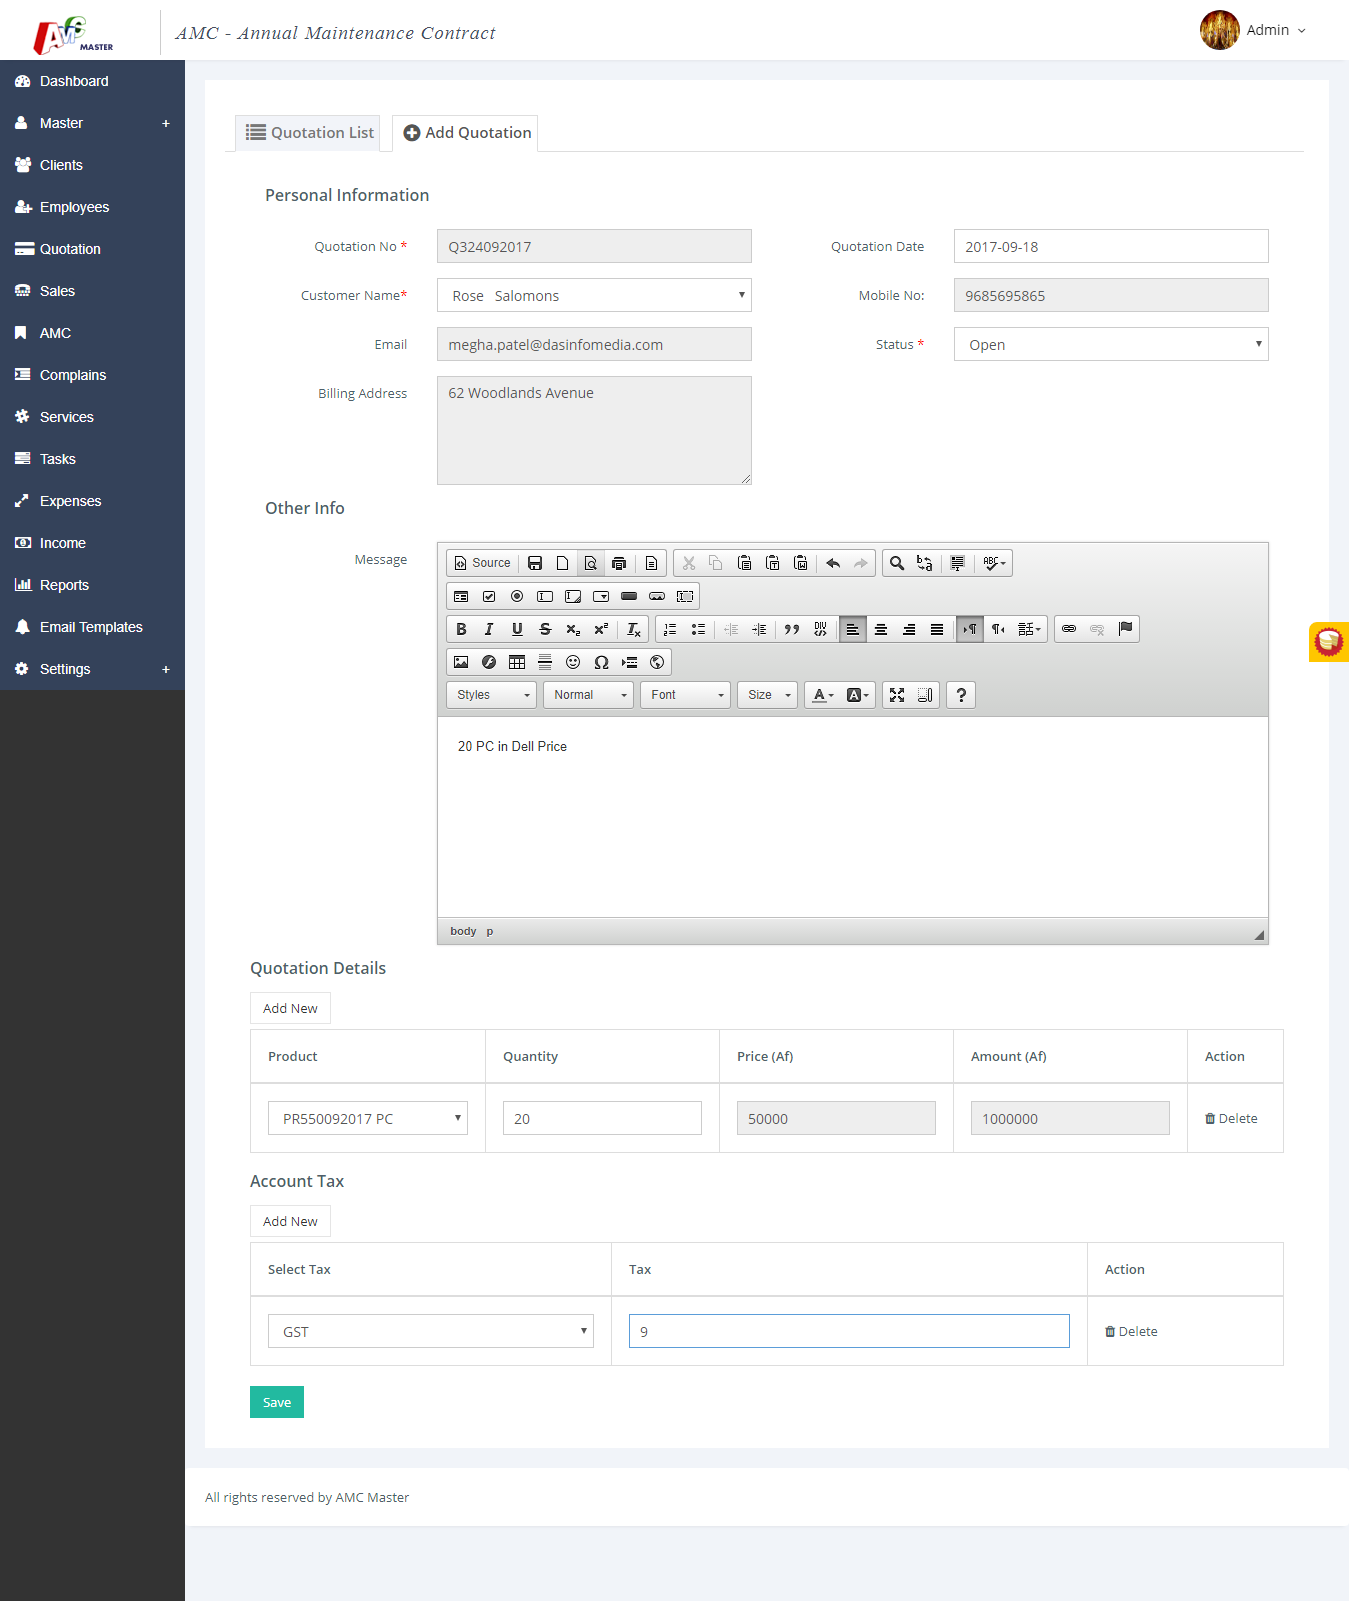 AMC MASTER
AMC - Annual Maintenance Contract
Admin
Dashboard
Master +
Clients
Employees
Quotation
Sales
AMC
Complains
Services
Tasks
Expenses
Income
Reports
Email Templates
Settings +
Quotation List
Add Quotation
Personal Information
Quotation No * Q324092017
Quotation Date 2017-09-18
Customer Name* Rose Salomons
Mobile No: 9685695865
Email megha.patel@dasinfomedia.com
Status * Open
Billing Address 62 Woodlands Avenue
Other Info
Message
Source
Styles Normal Font Size
20 PC in Dell Price
body p
Quotation Details
Add New
Product Quantity Price (Af) Amount (Af) Action
PR550092017 PC 20 50000 1000000 Delete
Account Tax
Add New
Select Tax Tax Action
GST 9 Delete
Save
All rights reserved by AMC Master